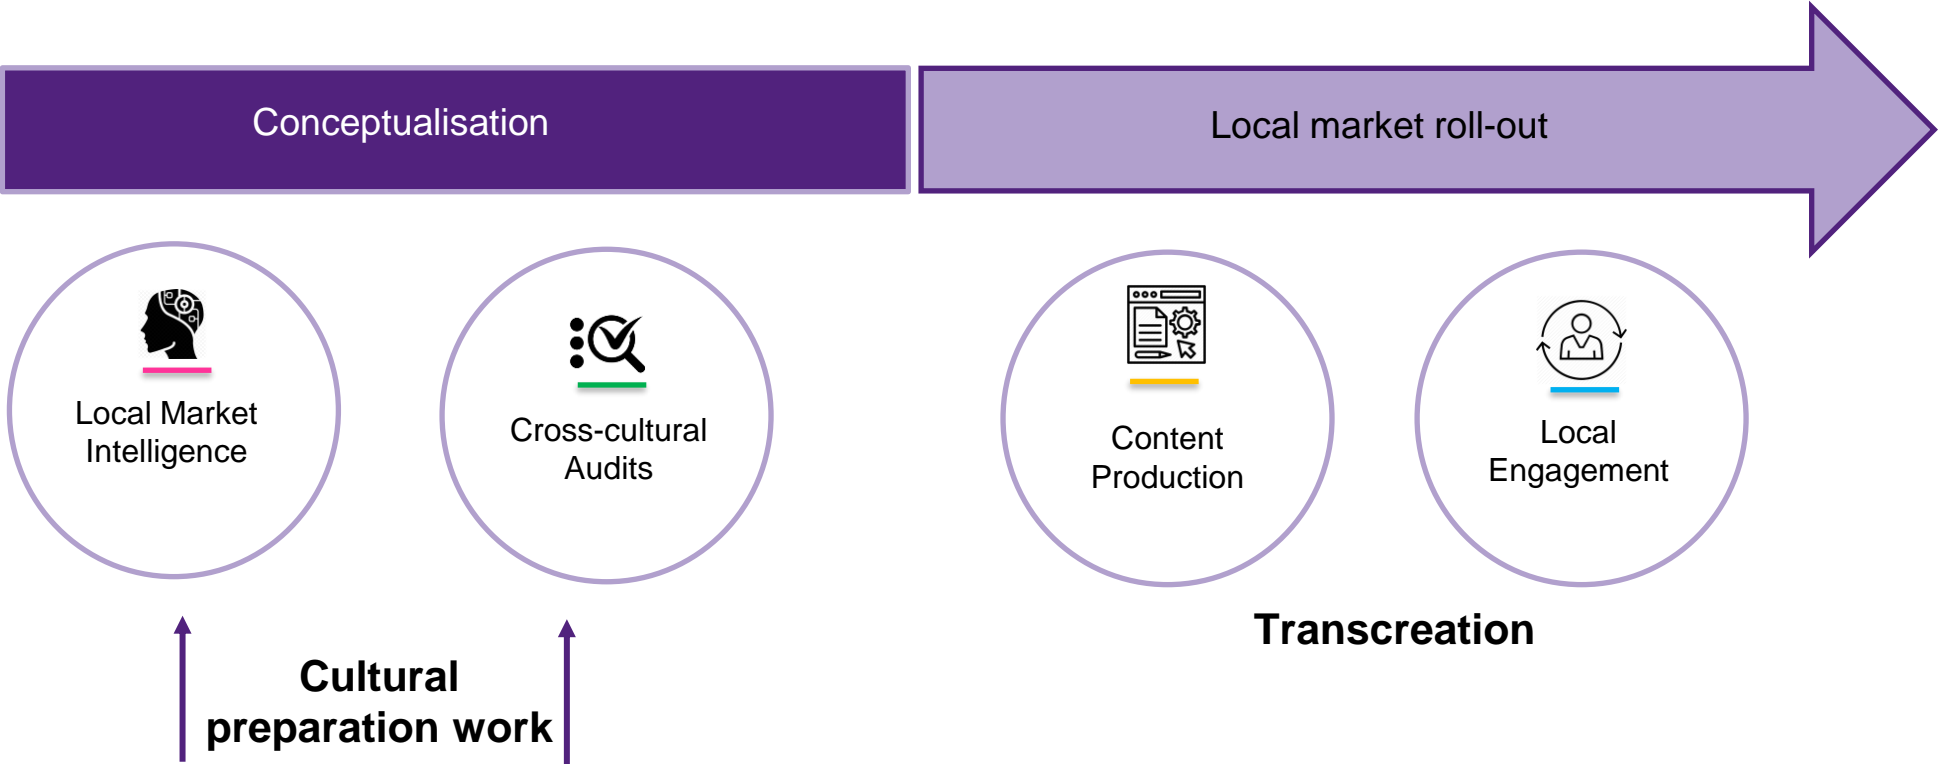 Conceptualisation
Local market roll-out
Local Market
Intelligence
Cross-cultural
Audits
Content
Production
Local
Engagement
Cultural
preparation work
Transcreation